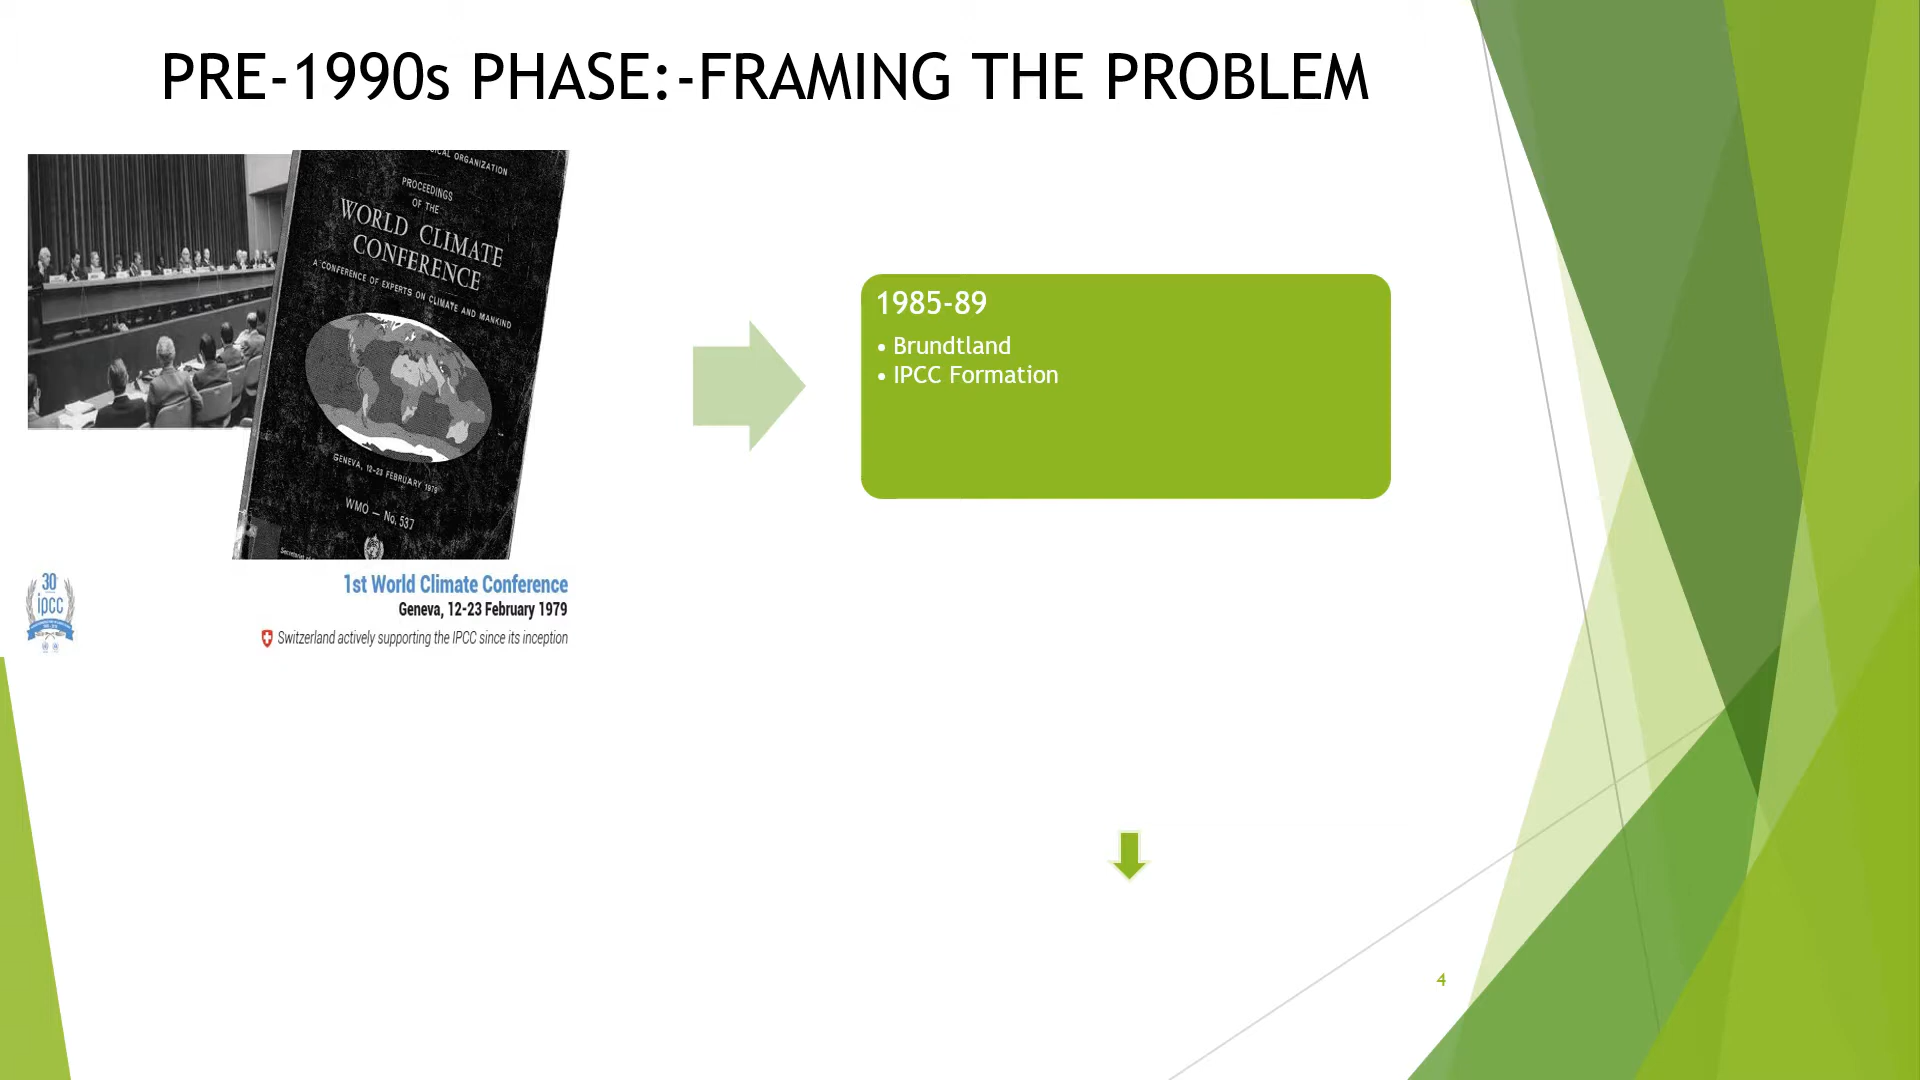 PRE-1990s PHASE:-FRAMING THE PROBLEM
ICAL ORGANIZATION
PROCEEDINGS
OF THE
WORLD CLIMATE
CONFERENCE
A CONFERENCE OF EXPERTS ON CLIMATE AND MANKIND
GENEVA, 12-23 FEBRUARY 1979
WMO — No. 537
30
ipcc
1st World Climate Conference
Geneva, 12-23 February 1979
Switzerland actively supporting the IPCC since its inception
1985-89
• Brundtland
• IPCC Formation
4